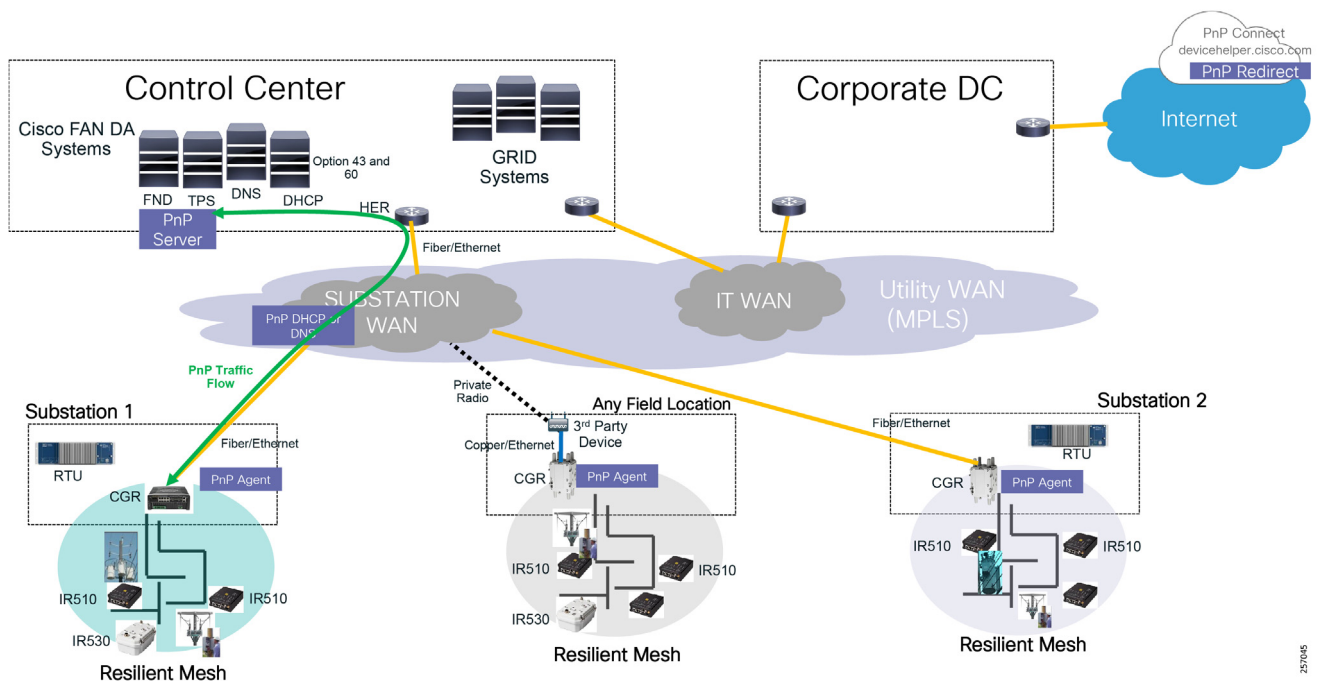 PnP Connect
devicehelper.cisco.com
PnP Redirect
Internet
Control Center
Corporate DC
Cisco FAN DA
Systems
Option 43 and
60
GRID
Systems
FND
TPS
DNS
DHCP
HER
PnP
Server
Fiber/Ethernet
SUBSTATION
WAN
IT WAN
Utility WAN
(MPLS)
PnP DHCP or
DNS
PnP Traffic
Flow
Private
Radio
Substation 1
Fiber/Ethernet
RTU
PnP Agent
CGR
IR510
IR510
IR530
Resilient Mesh
Any Field Location
3rd Party
Device
Copper/Ethernet
CGR
PnP Agent
IR510
IR510
IR530
Resilient Mesh
Substation 2
Fiber/Ethernet
RTU
CGR
PnP Agent
IR510
IR510
Resilient Mesh
257045